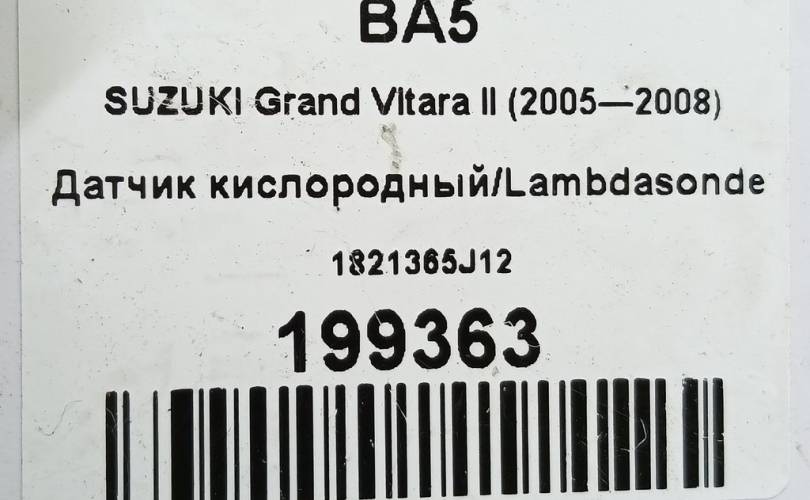 BA5
SUZUKI Grand Vitara II (2005—2008)
Датчик кислородный/Lambdasonde
1821365J12
199363